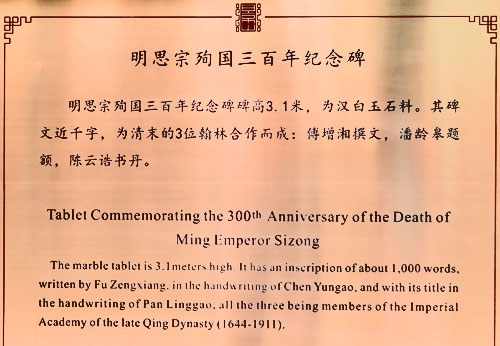 明思宗殉国三百年纪念碑
明思宗殉国三百年纪念碑碑高3.1米，为汉白玉石料。其碑
文近千字，为清末的3位翰林合作而成：傅增湘撰文，潘龄皋题
额，陈云诰书丹。
Tablet Commemorating the 300th Anniversary of the Death of
Ming Emperor Sizong
The marble tablet is 3.1meters high. It has an inscription of about 1,000 words,
written by Fu Zengxiang, in the handwriting of Chen Yungao, and with its title in
the handwriting of Pan Linggao, all the three being members of the Imperial
Academy of the late Qing Dynasty (1644-1911).